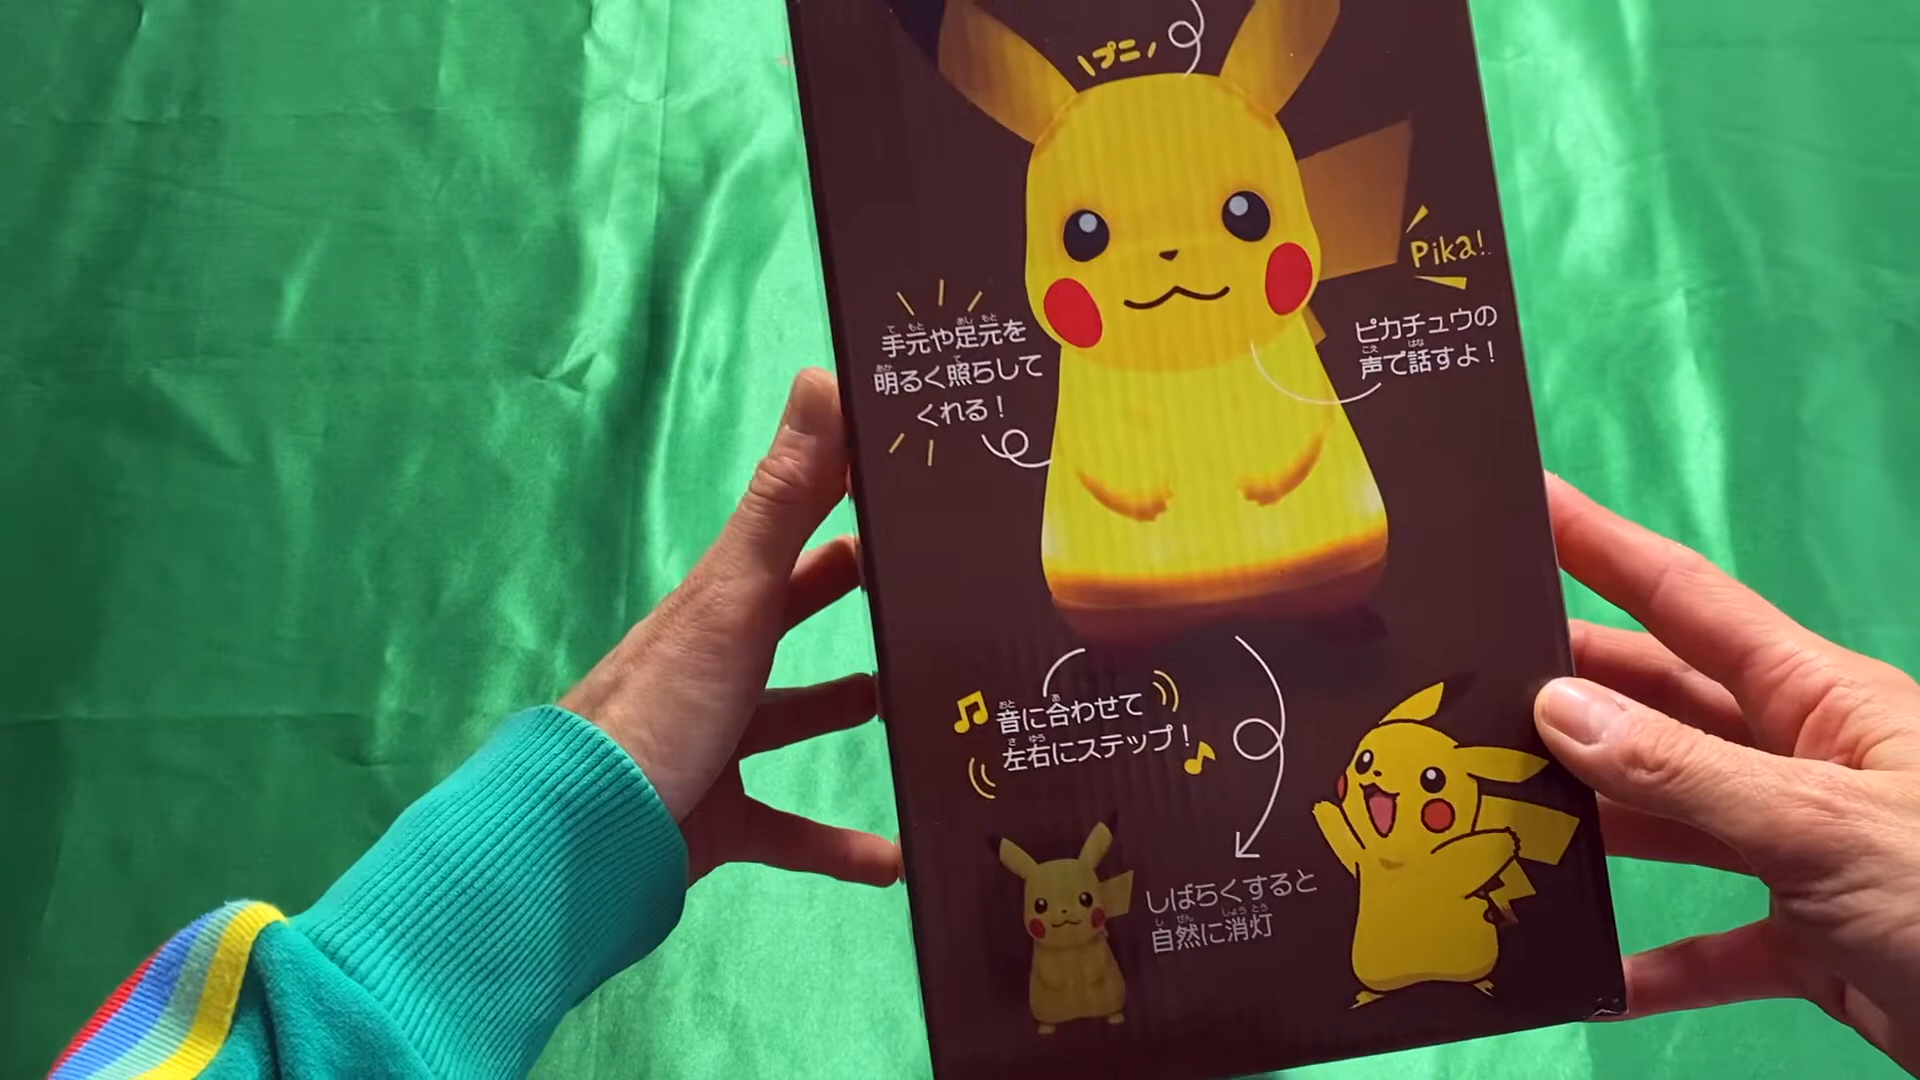 プニ
Pika!
手元や足元を
明るく照らして
くれる！
ピカチュウの
声で話すよ！
音に合わせて
左右にステップ！
しばらくすると
自然に消灯